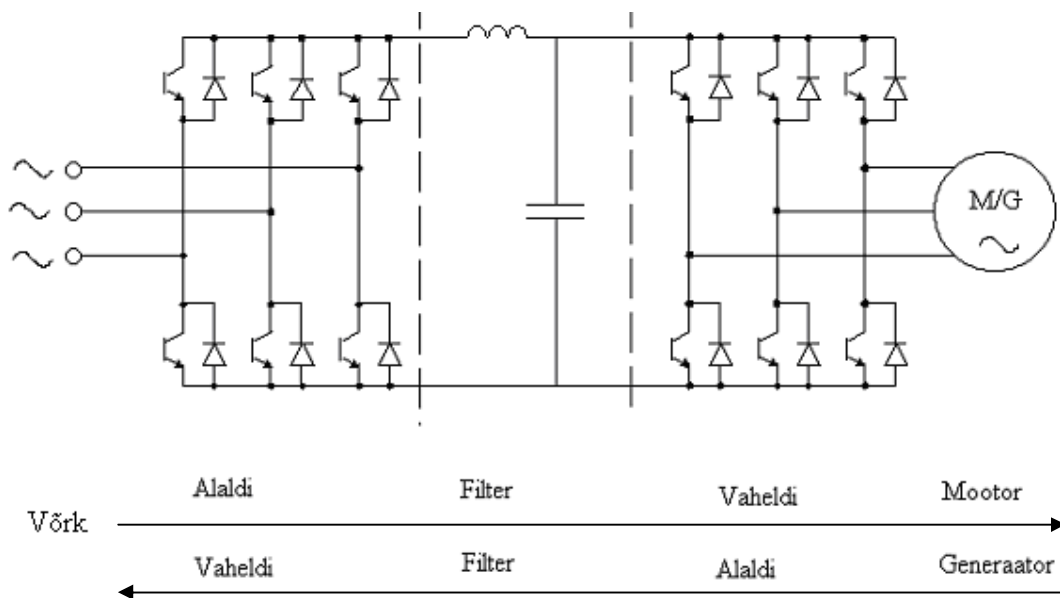 M/G
Alaldi Filter Vaheldi Mootor
Võrk
Vaheldi Filter Alaldi Generaator